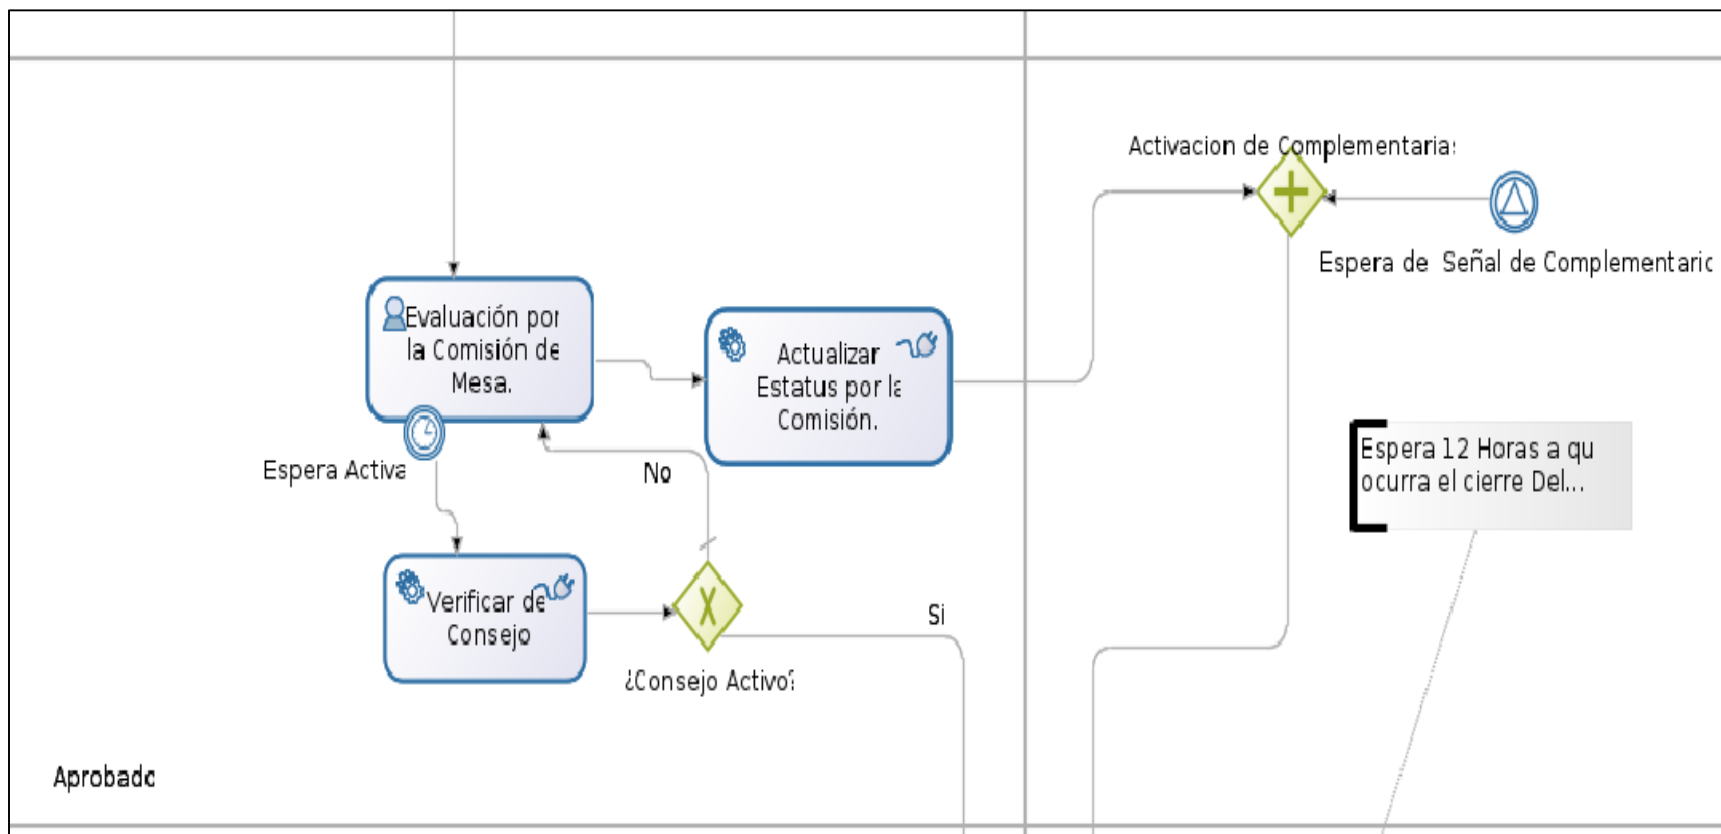 Activacion de Complementarias
Espera de Señal de Complementaric
Evaluación por
la Comisión de
Mesa.
Actualizar
Estatus por la
Comisión.
Espera Activa
No
Espera 12 Horas a qu
ocurra el cierre Del...
Verificar de
Consejo
Si
¿Consejo Activo?
Aprobado